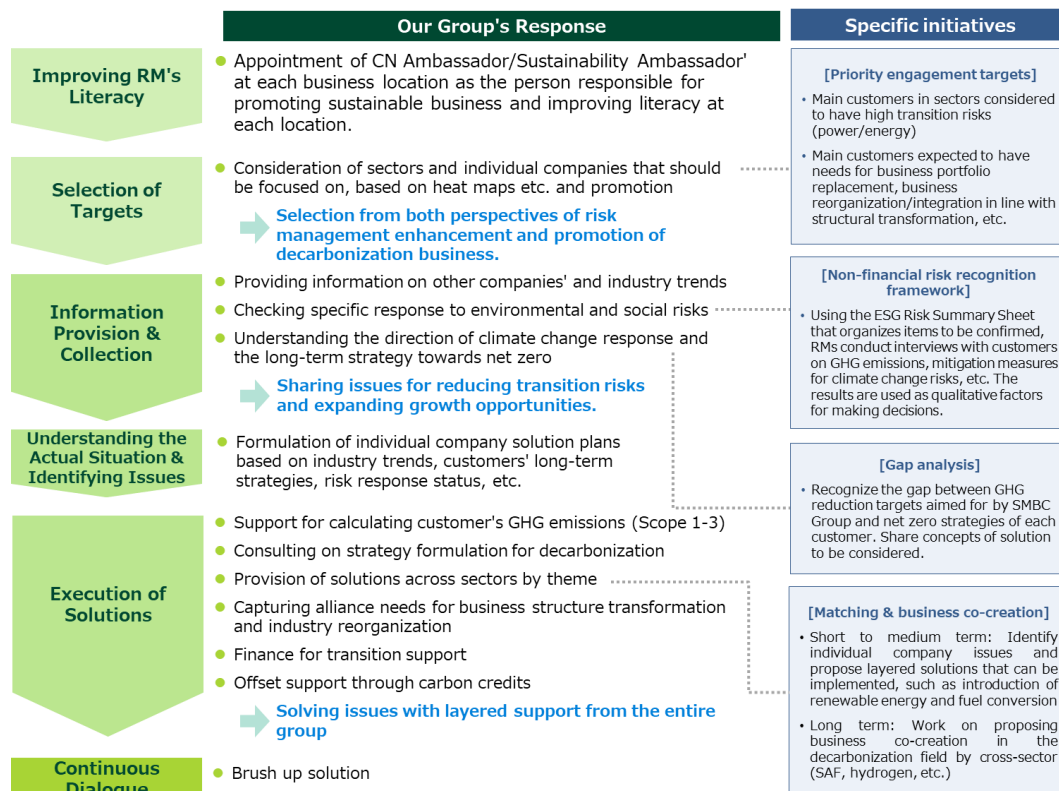 Our Group's Response
Specific initiatives
Improving RM's
Literacy
Appointment of CN Ambassador/Sustainability Ambassador'
at each business location as the person responsible for
promoting sustainable business and improving literacy at
each location.
Selection of
Targets
Consideration of sectors and individual companies that should
be focused on, based on heat maps etc. and promotion
Selection from both perspectives of risk
management enhancement and promotion of
decarbonization business.
Information
Provision &
Collection
Providing information on other companies' and industry trends
Checking specific response to environmental and social risks
Understanding the direction of climate change response and
the long-term strategy towards net zero
Sharing issues for reducing transition risks
and expanding growth opportunities.
Understanding the
Actual Situation &
Identifying Issues
Formulation of individual company solution plans
based on industry trends, customers' long-term
strategies, risk response status, etc.
Execution of
Solutions
Support for calculating customer's GHG emissions (Scope 1-3)
Consulting on strategy formulation for decarbonization
Provision of solutions across sectors by theme
Capturing alliance needs for business structure transformation
and industry reorganization
Finance for transition support
Offset support through carbon credits
Solving issues with layered support from the entire
group
Continuous
Dialogue
Brush up solution
[Priority engagement targets]
• Main customers in sectors considered
to have high transition risks
(power/energy)
• Main customers expected to have
needs for business portfolio
replacement, business
reorganization/integration in line with
structural transformation, etc.
[Non-financial risk recognition
framework]
• Using the ESG Risk Summary Sheet
that organizes items to be confirmed,
RMs conduct interviews with customers
on GHG emissions, mitigation measures
for climate change risks, etc. The
results are used as qualitative factors
for making decisions.
[Gap analysis]
• Recognize the gap between GHG
reduction targets aimed for by SMBC
Group and net zero strategies of each
customer. Share concepts of solution
to be considered.
[Matching & business co-creation]
• Short to medium term: Identify
individual company issues and
propose layered solutions that can be
implemented, such as introduction of
renewable energy and fuel conversion
• Long term: Work on proposing
business co-creation in the
decarbonization field by cross-sector
(SAF, hydrogen, etc.)